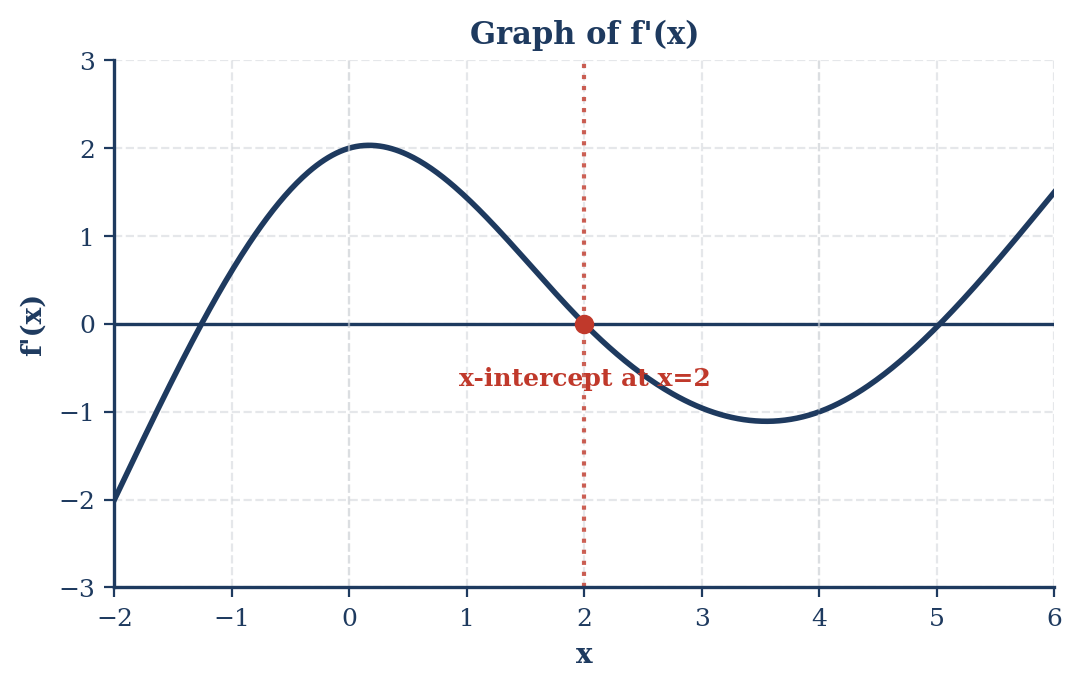 Graph of f'(x)
3
2
1
0
−1
−2
−3
f'(x)
x-intercept at x=2
−2 −1 0 1 2 3 4 5 6
x